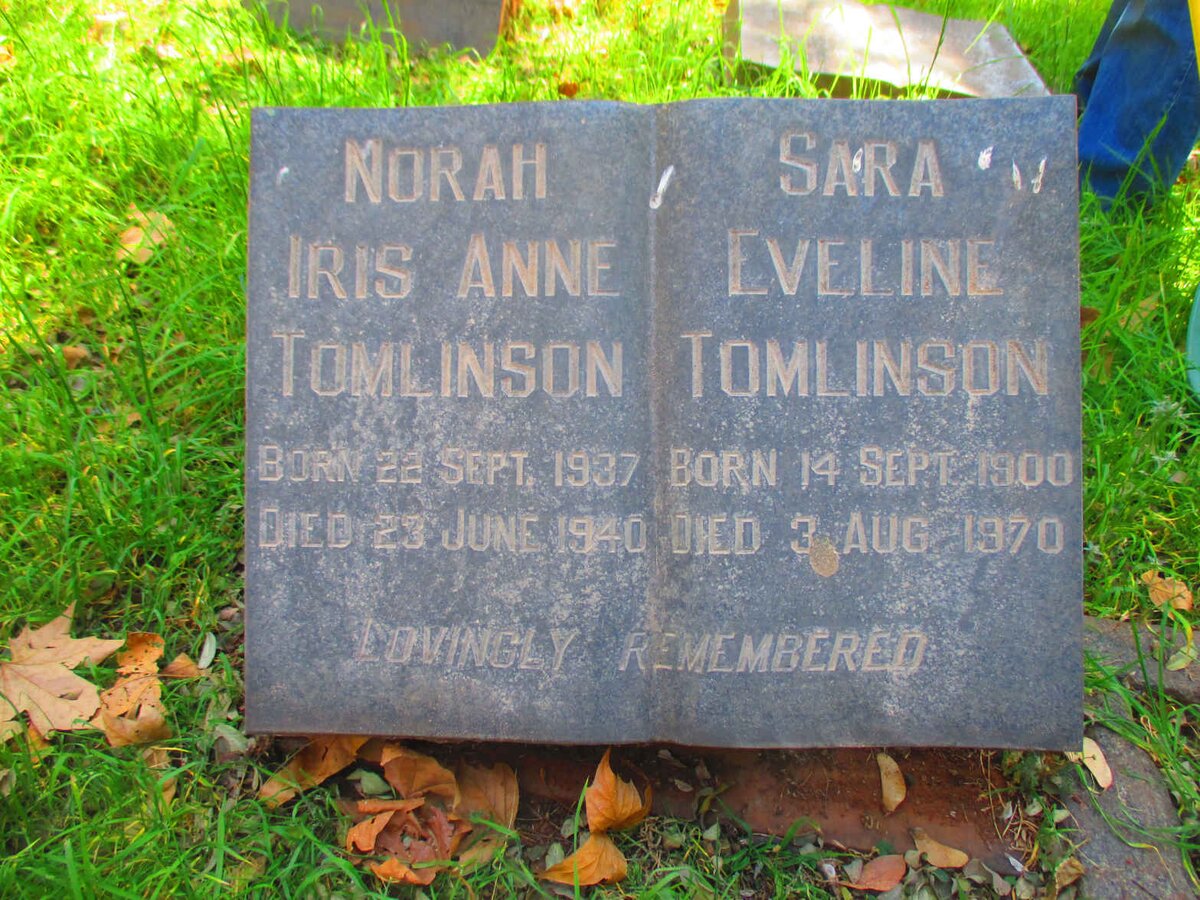 NORAH
IRIS ANNE
TOMLINSON
BORN 22 SEPT. 1937
DIED 23 JUNE 1940
SARA
EVELINE
TOMLINSON
BORN 14 SEPT. 1900
DIED 3 AUG. 1970
LOVINGLY REMEMBERED